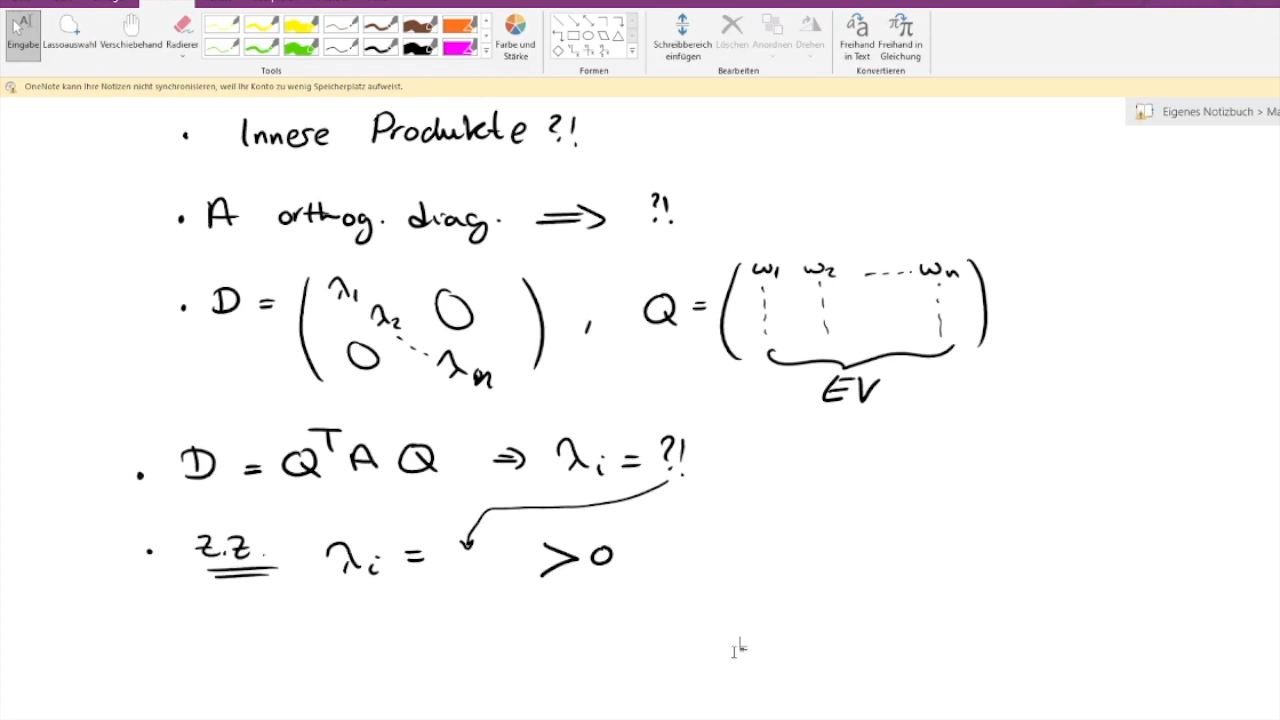 Eingabe Lassoauswahl Verschiebehand Radierer Farbe und Stärke Schreibbereich einfügen Löschen Anordnen Drehen Freihand in Text Freihand in Gleichung
Tools Formen Bearbeiten Konvertieren
OneNote kann Ihre Notizen nicht synchronisieren, weil Ihr Konto zu wenig Speicherplatz aufweist.
Eigenes Notizbuch > Ma
• Innese Produkte ?!
• A orthog. diag. ⟹ ?!
• D = ( λ1 λ2 ⋱ λn 0 0 ) , Q = ( w1 w2 ----- wn )
EV
• D = Q^T A Q ⇒ λi = ?!
• z.z. λi = > 0